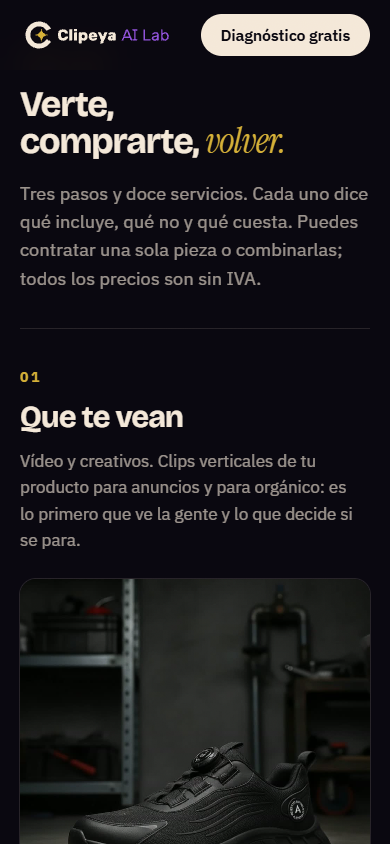 Clipeya AI Lab
Diagnóstico gratis
Verte,
comprarte, volver.
Tres pasos y doce servicios. Cada uno dice
qué incluye, qué no y qué cuesta. Puedes
contratar una sola pieza o combinarlas;
todos los precios son sin IVA.
01
Que te vean
Vídeo y creativos. Clips verticales de tu
producto para anuncios y para orgánico: es
lo primero que ve la gente y lo que decide si
se para.
A